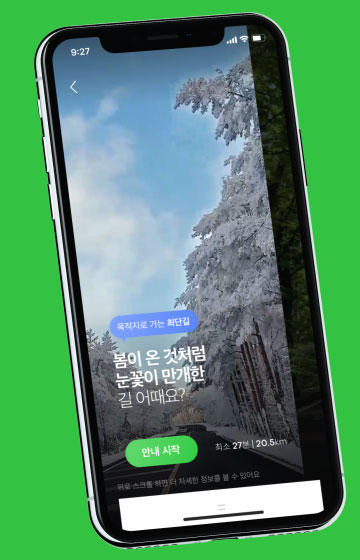 9:27
목적지로 가는 최단길
봄이 온 것처럼
눈꽃이 만개한
길 어때요?
안내 시작
최소 27분 | 20.5km
위로 스크롤 하면 더 자세한 정보를 볼 수 있어요